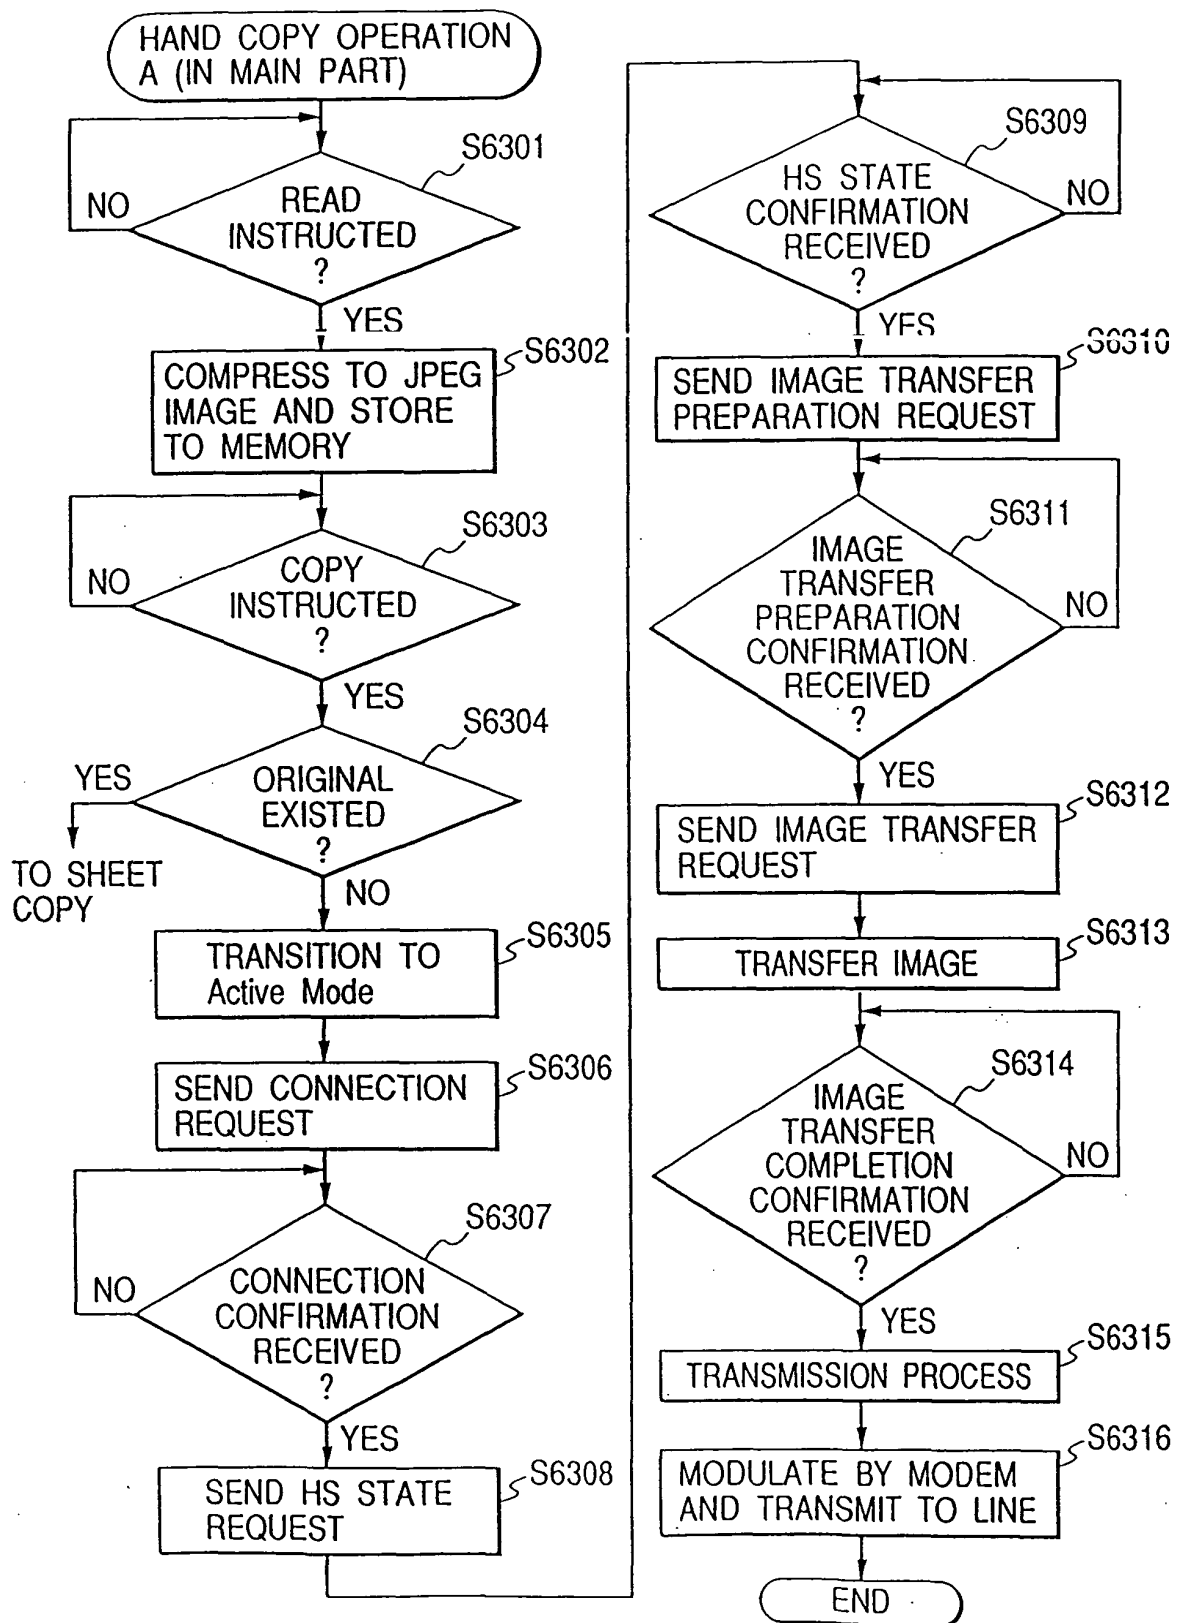 HAND COPY OPERATION
A (IN MAIN PART)
S6301
NO
READ
INSTRUCTED
?
YES
S6302
COMPRESS TO JPEG
IMAGE AND STORE
TO MEMORY
S6303
NO
COPY
INSTRUCTED
?
YES
S6304
YES
ORIGINAL
EXISTED
?
TO SHEET
COPY
NO
S6305
TRANSITION TO
Active Mode
S6306
SEND CONNECTION
REQUEST
S6307
NO
CONNECTION
CONFIRMATION
RECEIVED
?
YES
S6308
SEND HS STATE
REQUEST
S6309
HS STATE
CONFIRMATION
RECEIVED
?
NO
YES
S6310
SEND IMAGE TRANSFER
PREPARATION REQUEST
S6311
IMAGE
TRANSFER
PREPARATION
CONFIRMATION
RECEIVED
?
NO
YES
S6312
SEND IMAGE TRANSFER
REQUEST
S6313
TRANSFER IMAGE
S6314
IMAGE
TRANSFER
COMPLETION
CONFIRMATION
RECEIVED
?
NO
YES
S6315
TRANSMISSION PROCESS
S6316
MODULATE BY MODEM
AND TRANSMIT TO LINE
END